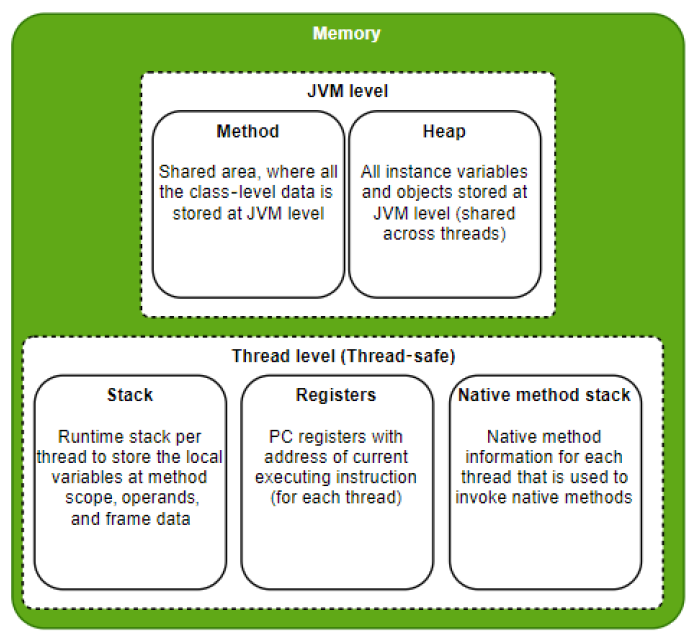 Memory
JVM level
Method
Shared area, where all
the class-level data is
stored at JVM level
Heap
All instance variables
and objects stored at
JVM level (shared
across threads)
Thread level (Thread-safe)
Stack
Runtime stack per
thread to store the local
variables at method
scope, operands,
and frame data
Registers
PC registers with
address of current
executing instruction
(for each thread)
Native method stack
Native method
information for each
thread that is used to
invoke native methods